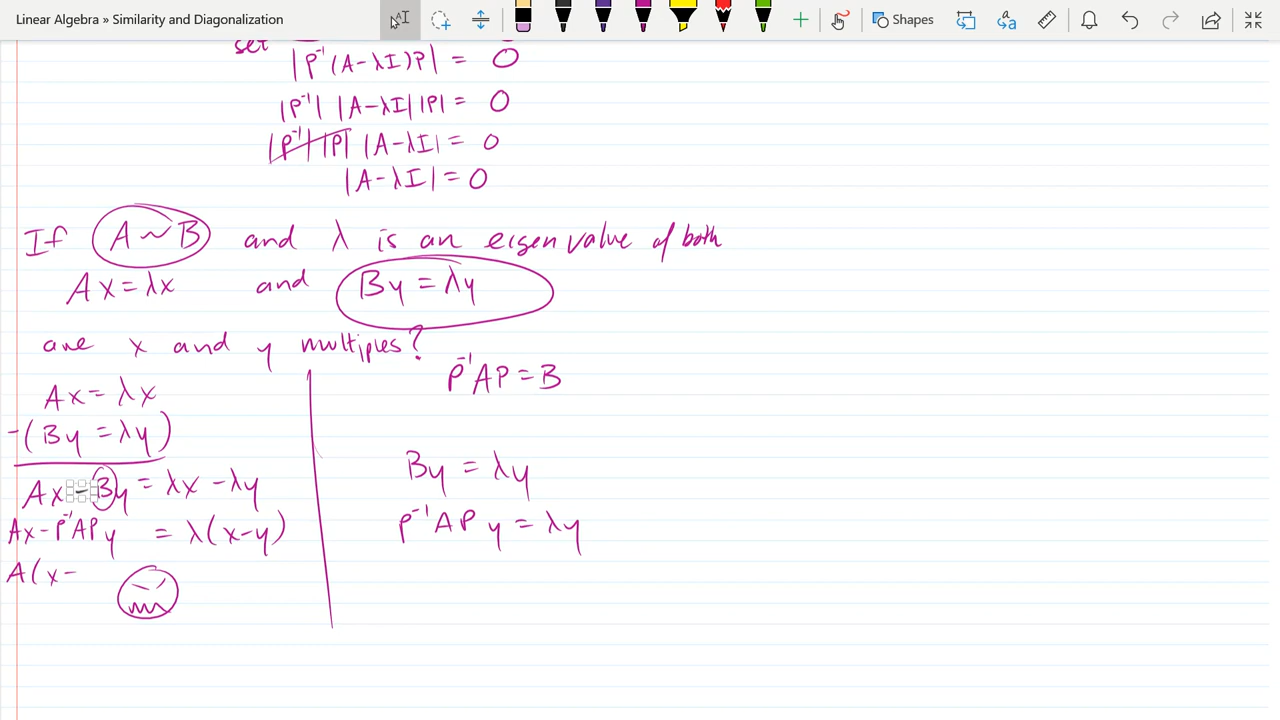 Linear Algebra » Similarity and Diagonalization
Shapes
set
|P⁻¹(A-λI)P| = 0
|P⁻¹| |A-λI| |P| = 0
|P⁻¹| |P| |A-λI| = 0
|A-λI| = 0
If A~B and λ is an eigenvalue of both
Ax = λx and By = λy
are x and y multiples?
Ax = λx
-(By = λy)
Ax - By = λx - λy
Ax - P⁻¹APy = λ(x-y)
A(x-
P⁻¹AP = B
By = λy
P⁻¹APy = λy